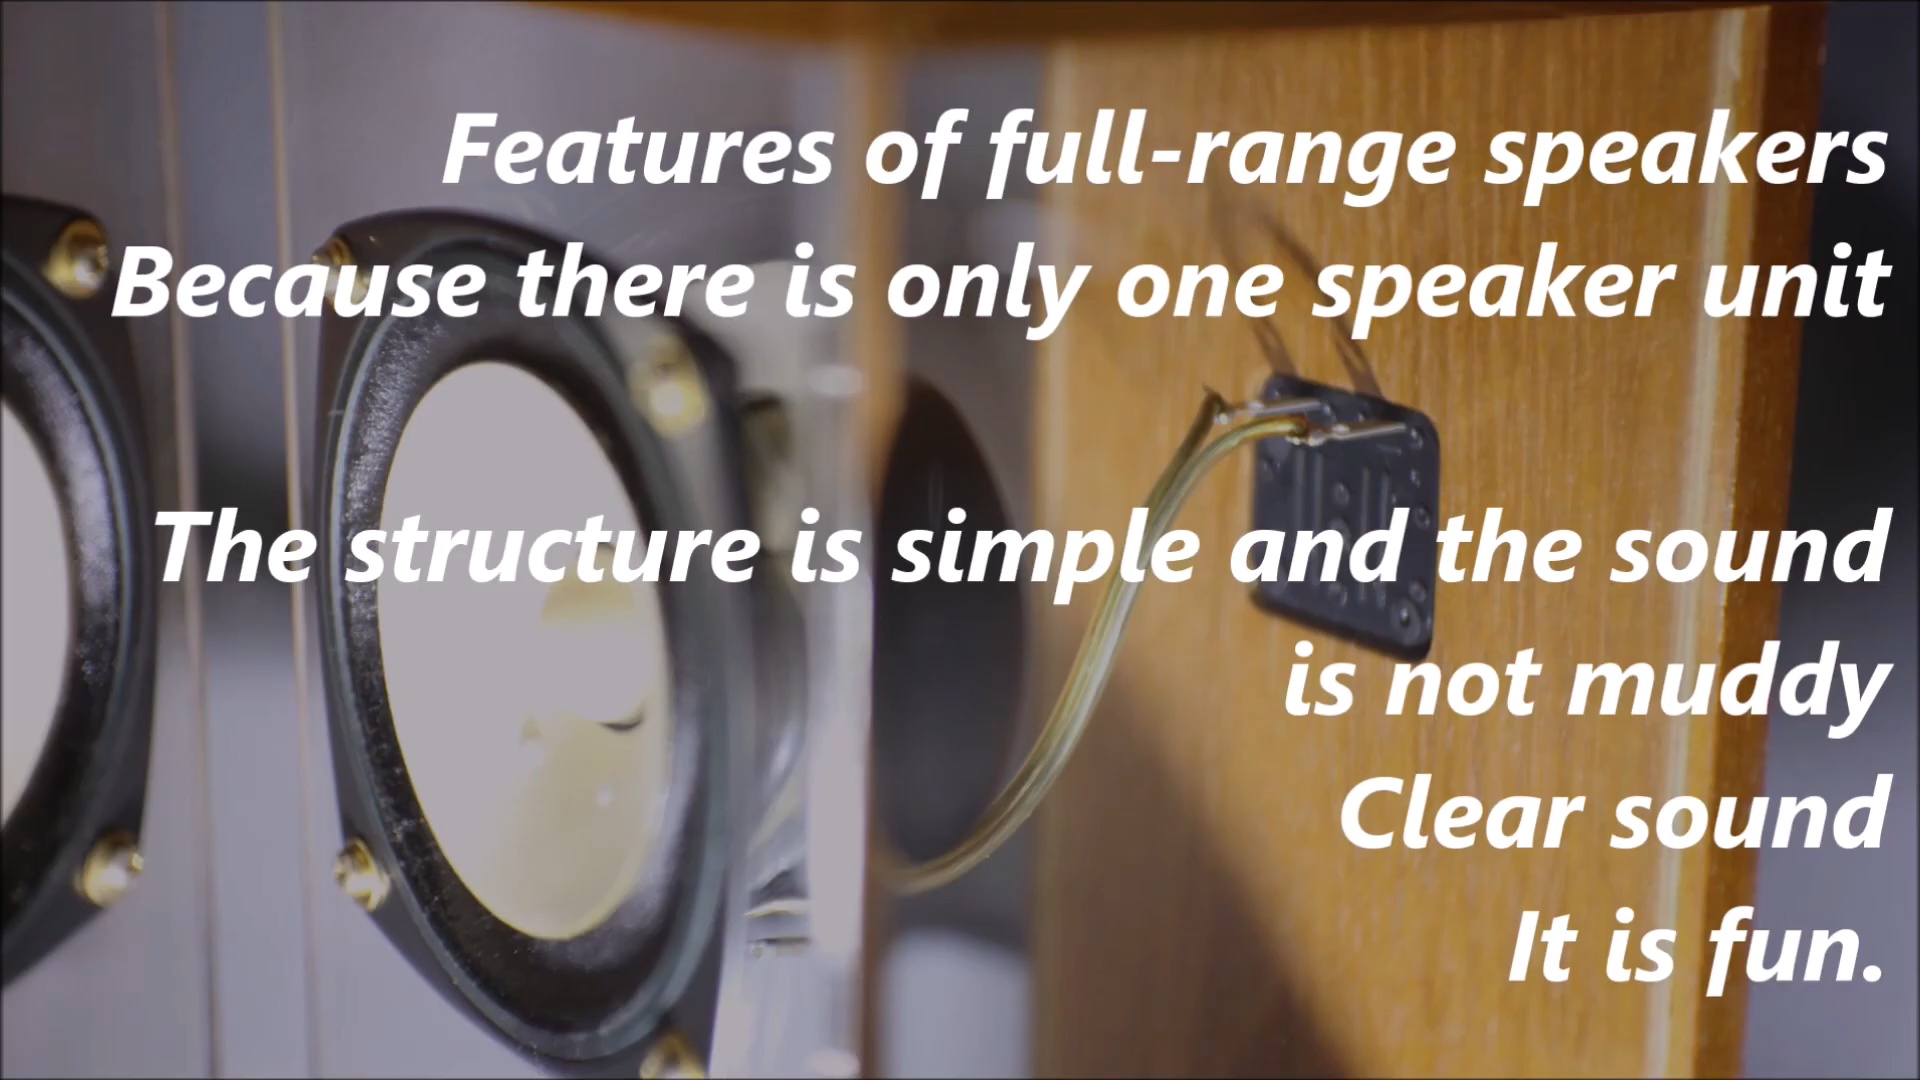 Features of full-range speakers
Because there is only one speaker unit
The structure is simple and the sound
is not muddy
Clear sound
It is fun.